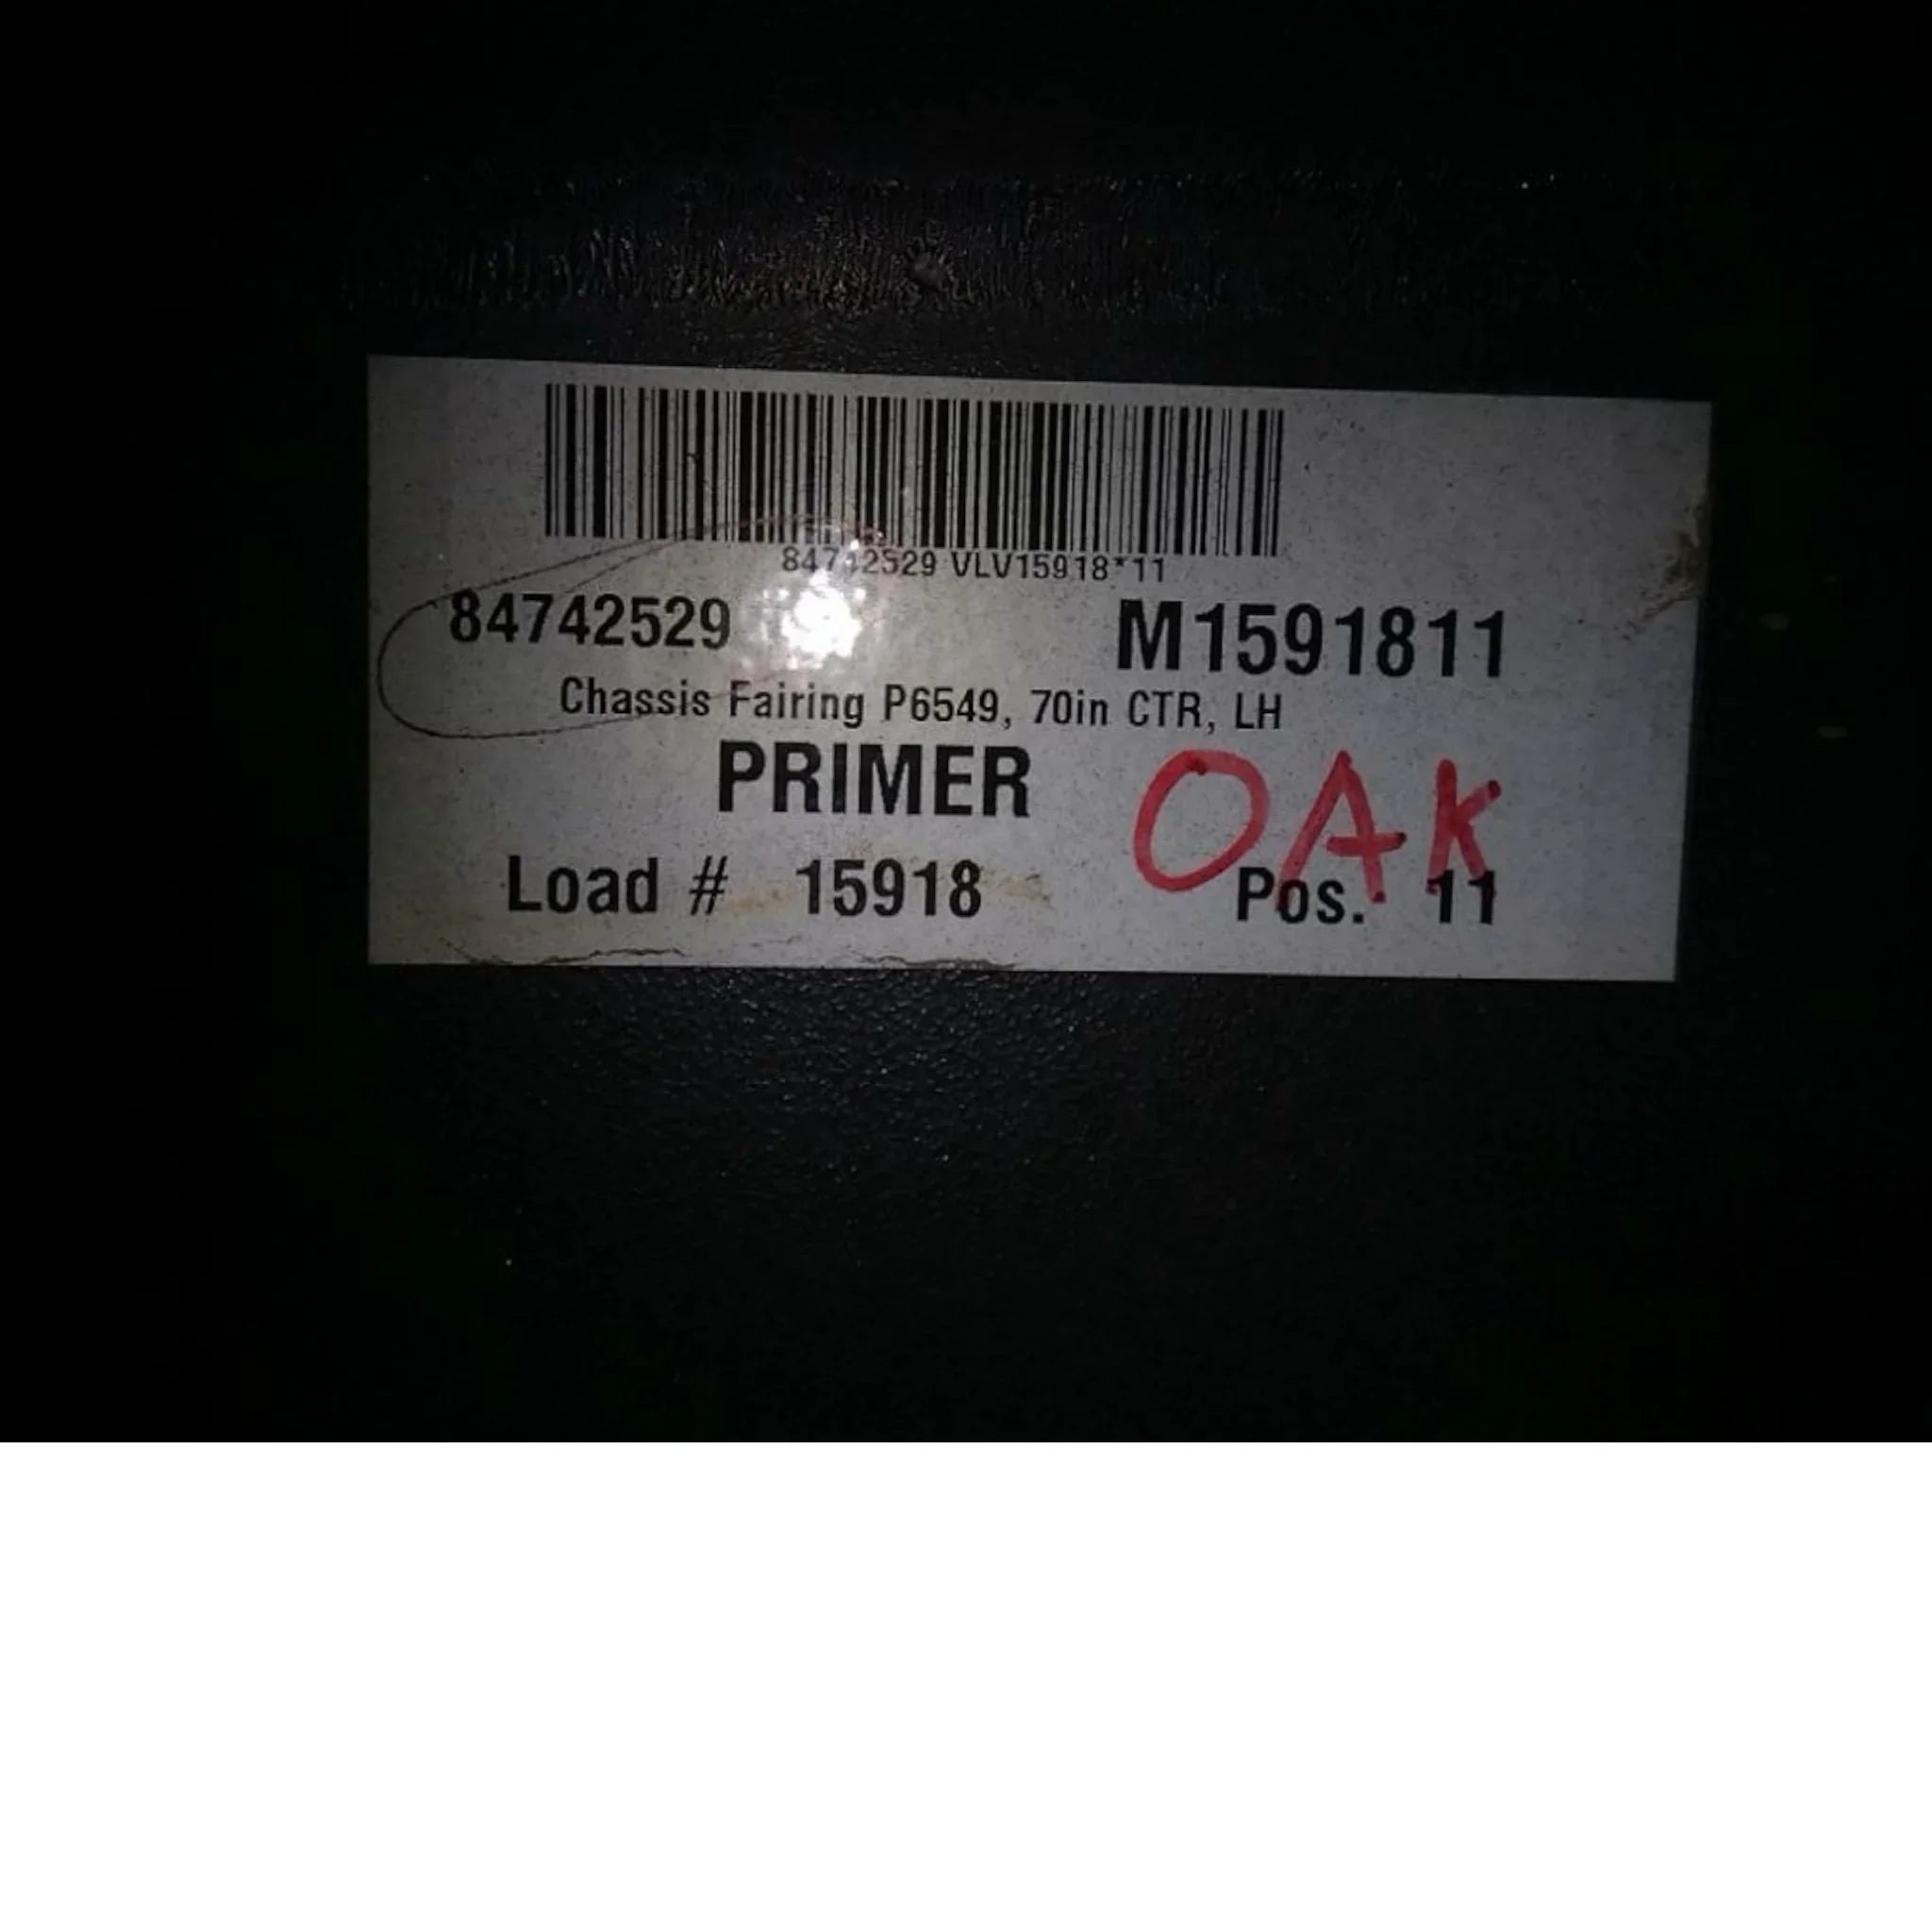 84742529 VLV15918*11
84742529 M1591811
Chassis Fairing P6549, 70in CTR, LH
PRIMER OAK
Load # 15918 Pos. 11